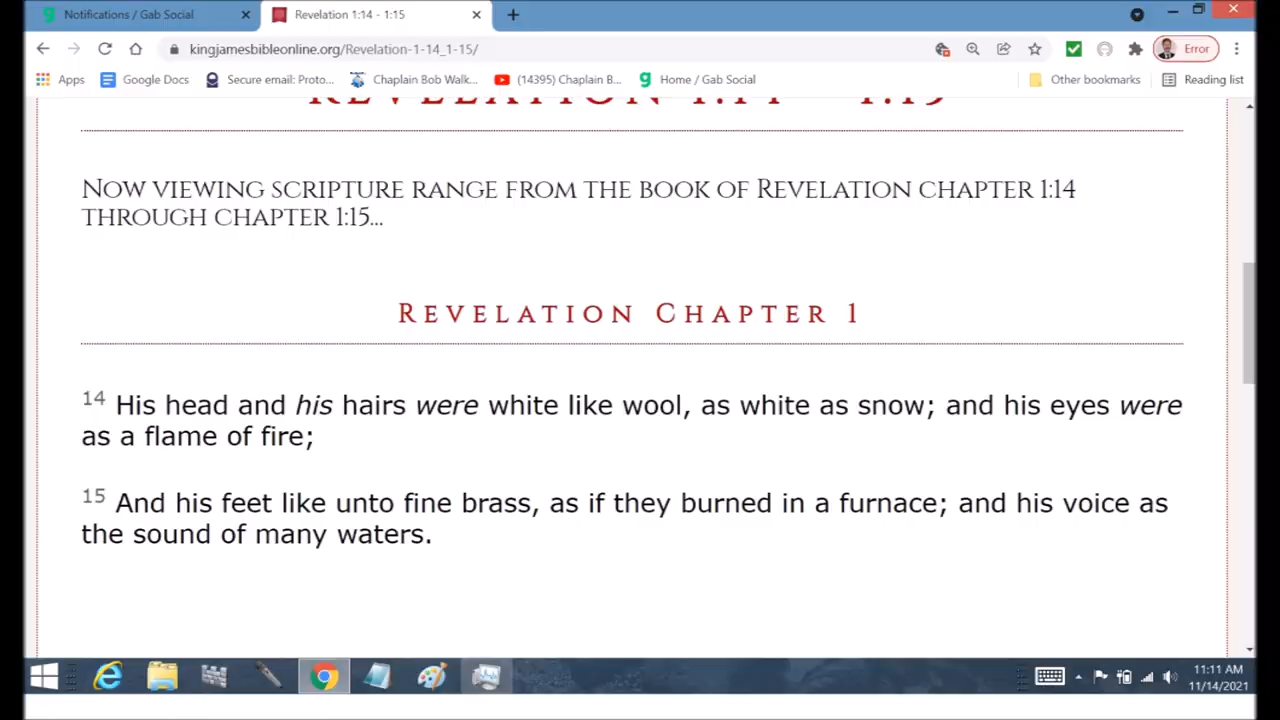 Notifications / Gab Social
Revelation 1:14 - 1:15
kingjamesbibleonline.org/Revelation-1-14_1-15/
Error
Apps
Google Docs
Secure email: Proto...
Chaplain Bob Walk...
(14395) Chaplain B...
Home / Gab Social
Other bookmarks
Reading list
Revelation 1:14 - 1:15
Now viewing scripture range from the book of Revelation chapter 1:14
through chapter 1:15...
Revelation Chapter 1
14 His head and his hairs were white like wool, as white as snow; and his eyes were
as a flame of fire;
15 And his feet like unto fine brass, as if they burned in a furnace; and his voice as
the sound of many waters.
11:11 AM
11/14/2021